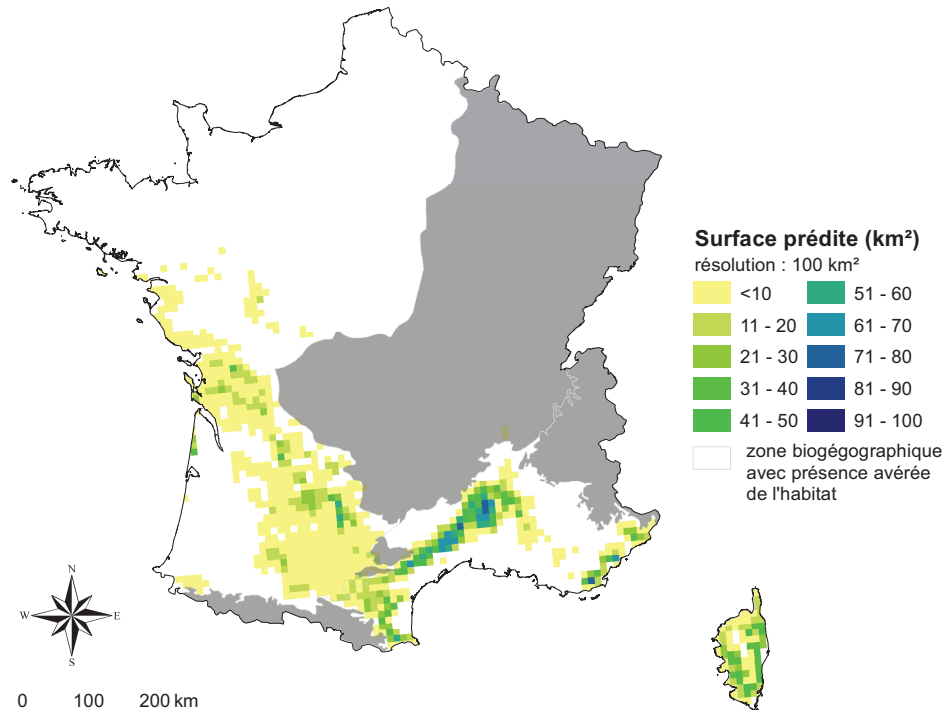 Surface prédite (km²)
résolution : 100 km²
<10
11 - 20
21 - 30
31 - 40
41 - 50
51 - 60
61 - 70
71 - 80
81 - 90
91 - 100
zone biogégographique
avec présence avérée
de l'habitat
N
W
E
S
0 100 200 km